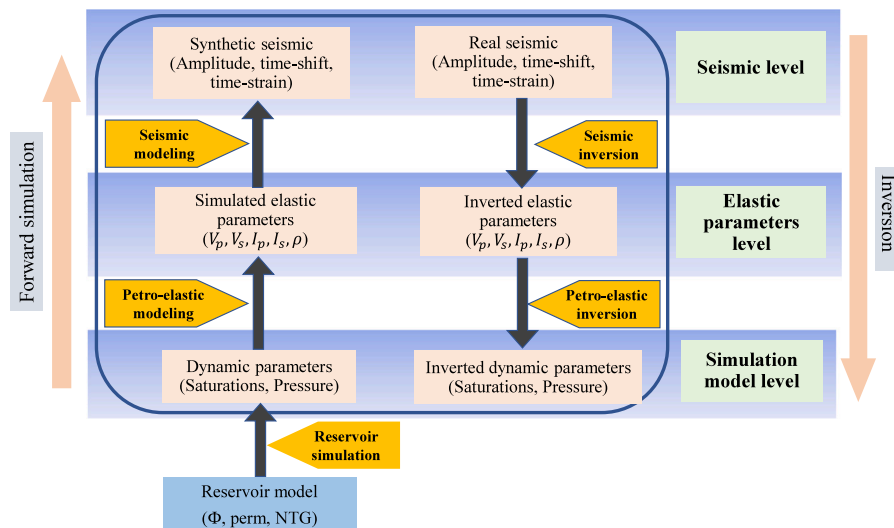 Synthetic seismic
(Amplitude, time-shift,
time-strain)
Real seismic
(Amplitude, time-shift,
time-strain)
Seismic level
Seismic
modeling
Seismic
inversion
Forward simulation
Inversion
Simulated elastic
parameters
(V_p, V_s, I_p, I_s, ρ)
Inverted elastic
parameters
(V_p, V_s, I_p, I_s, ρ)
Elastic
parameters
level
Petro-elastic
modeling
Petro-elastic
inversion
Dynamic parameters
(Saturations, Pressure)
Inverted dynamic parameters
(Saturations, Pressure)
Simulation
model level
Reservoir
simulation
Reservoir model
(Φ, perm, NTG)